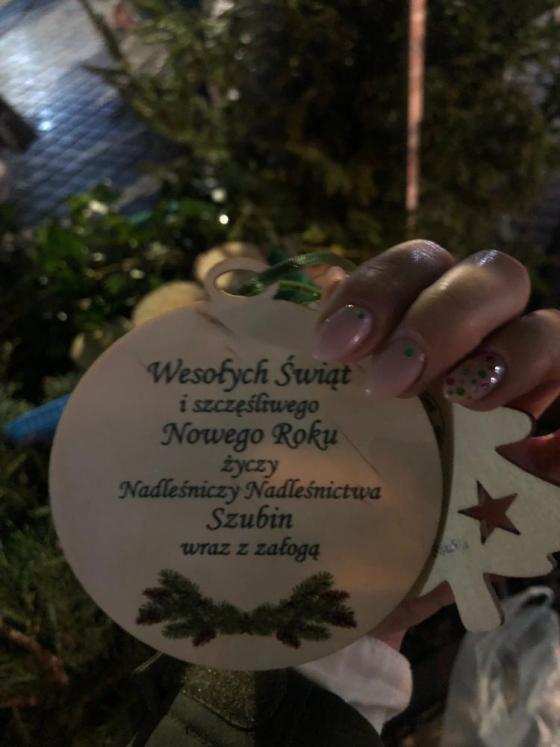 Wesołych Świąt
i szczęśliwego
Nowego Roku
życzy
Nadleśniczy Nadleśnictwa
Szubin
wraz z załogą